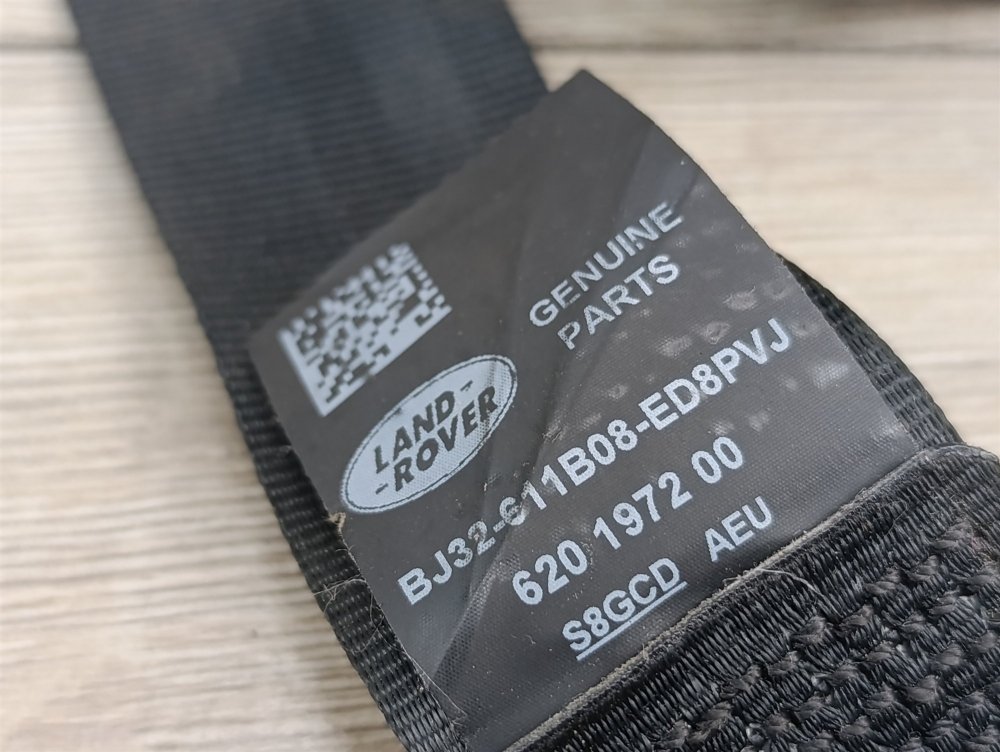 GENUINE
PARTS
LAND
ROVER
BJ32-611B08-ED8PVJ
620 1972 00
S8GCD AEU